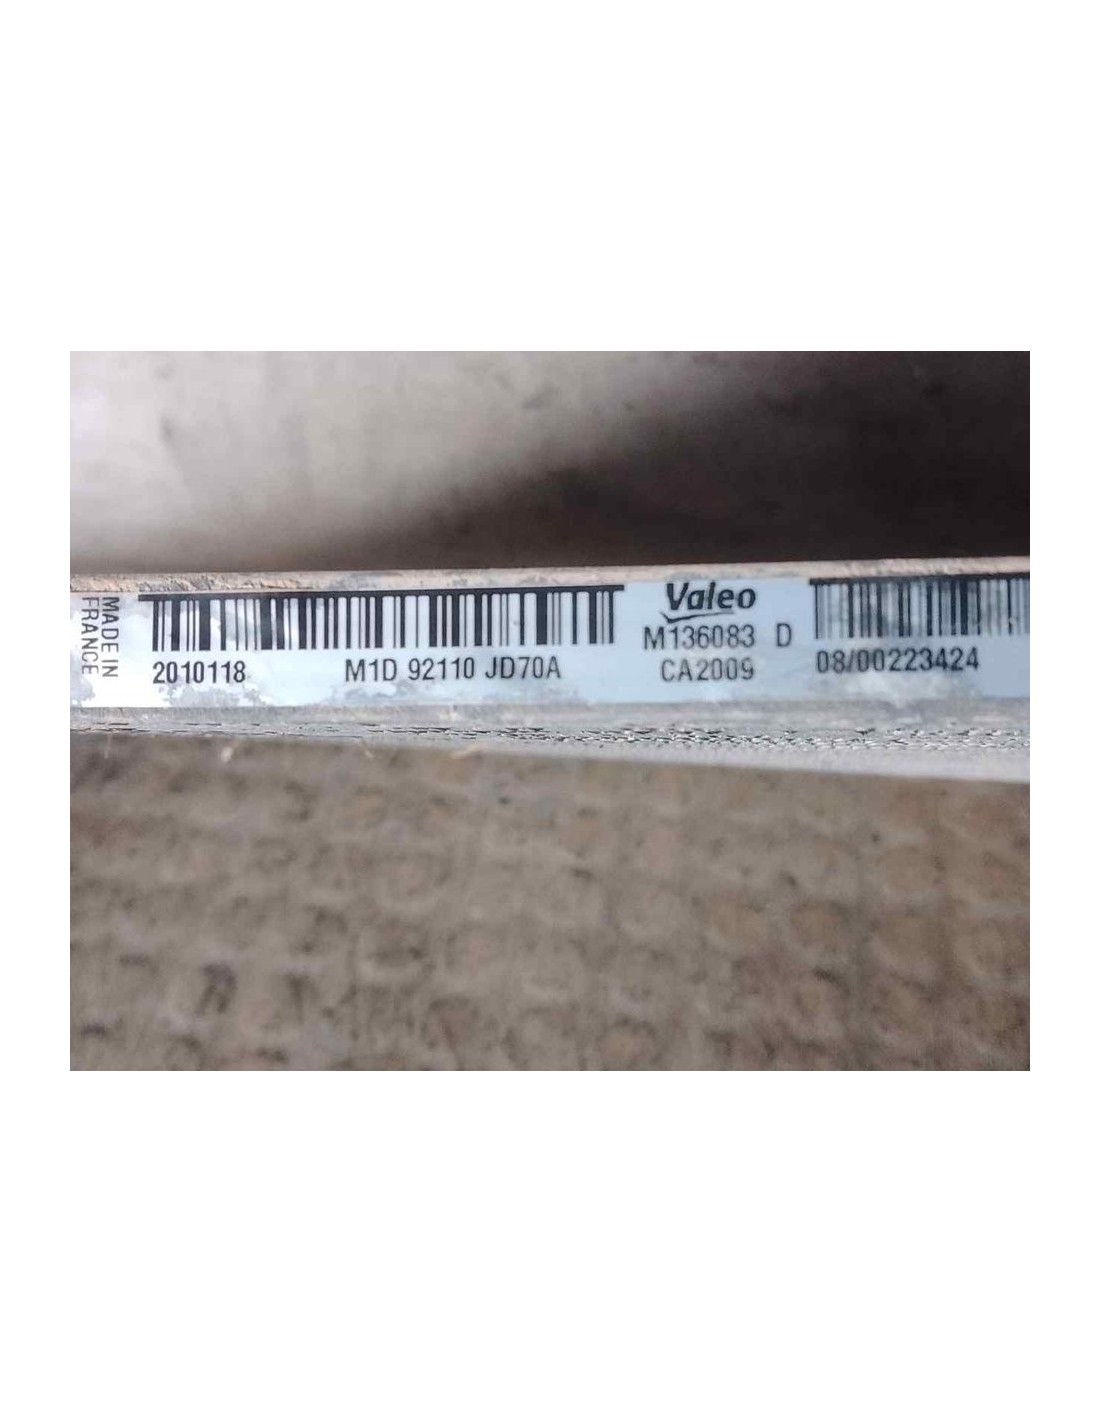 MADE IN
FRANCE
2010118
M1D 92110 JD70A
Valeo
M136083 D
CA2009
08/00223424